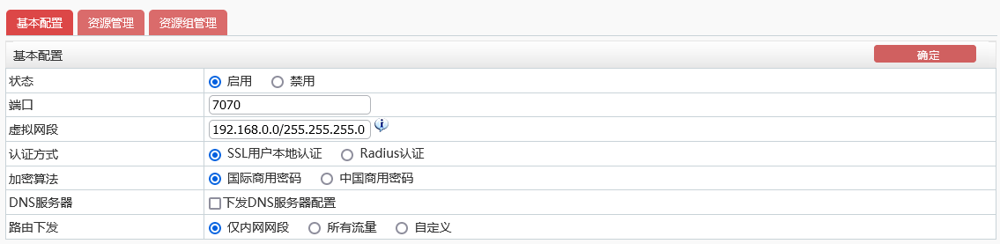 基本配置 资源管理 资源组管理
基本配置 确定
状态 启用 禁用
端口 7070
虚拟网段 192.168.0.0/255.255.255.0
认证方式 SSL用户本地认证 Radius认证
加密算法 国际商用密码 中国商用密码
DNS服务器 下发DNS服务器配置
路由下发 仅内网网段 所有流量 自定义